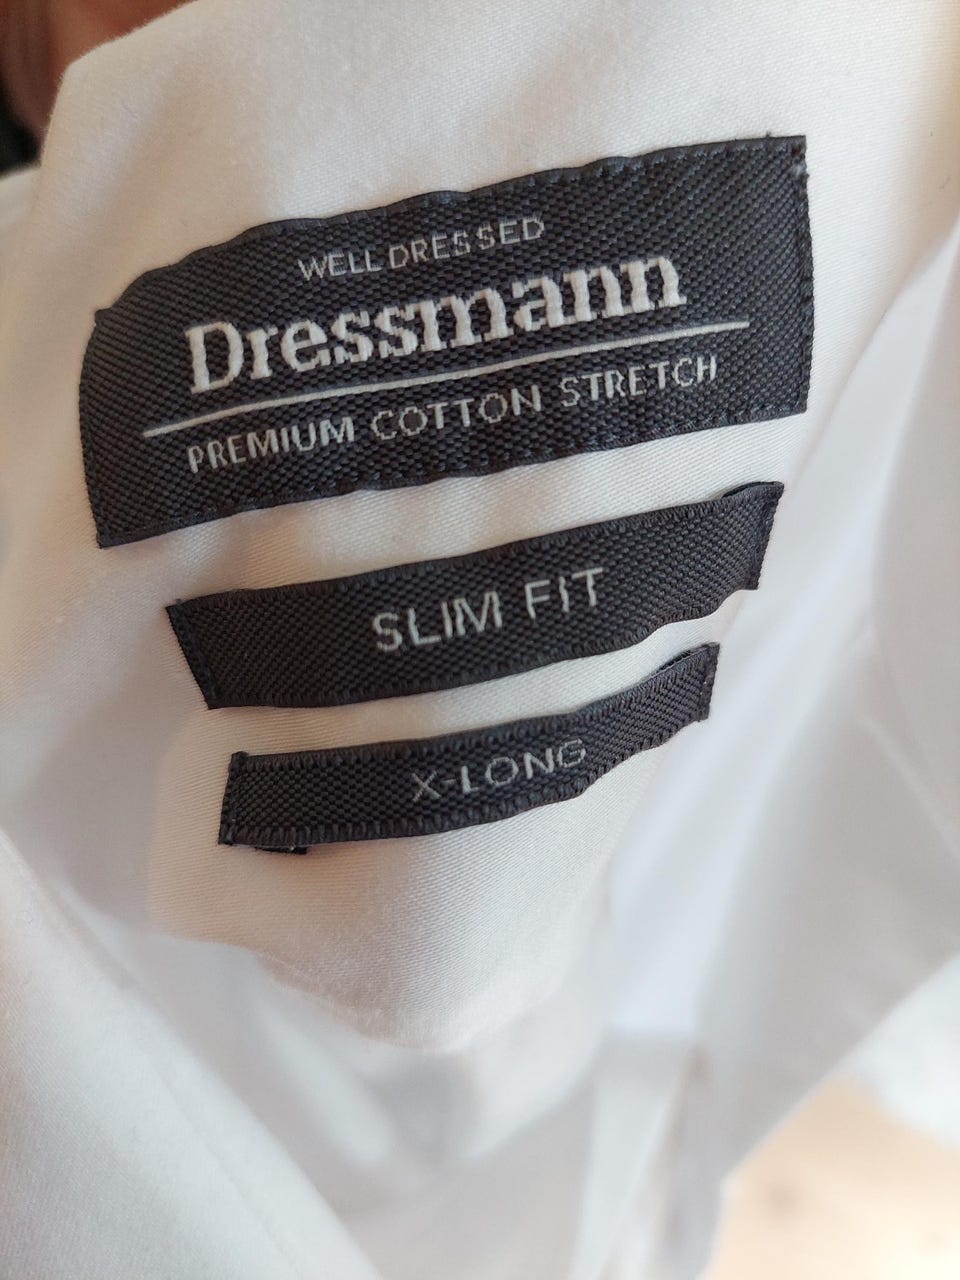 WELL DRESSED
Dressmann
PREMIUM COTTON STRETCH
SLIM FIT
X-LONG